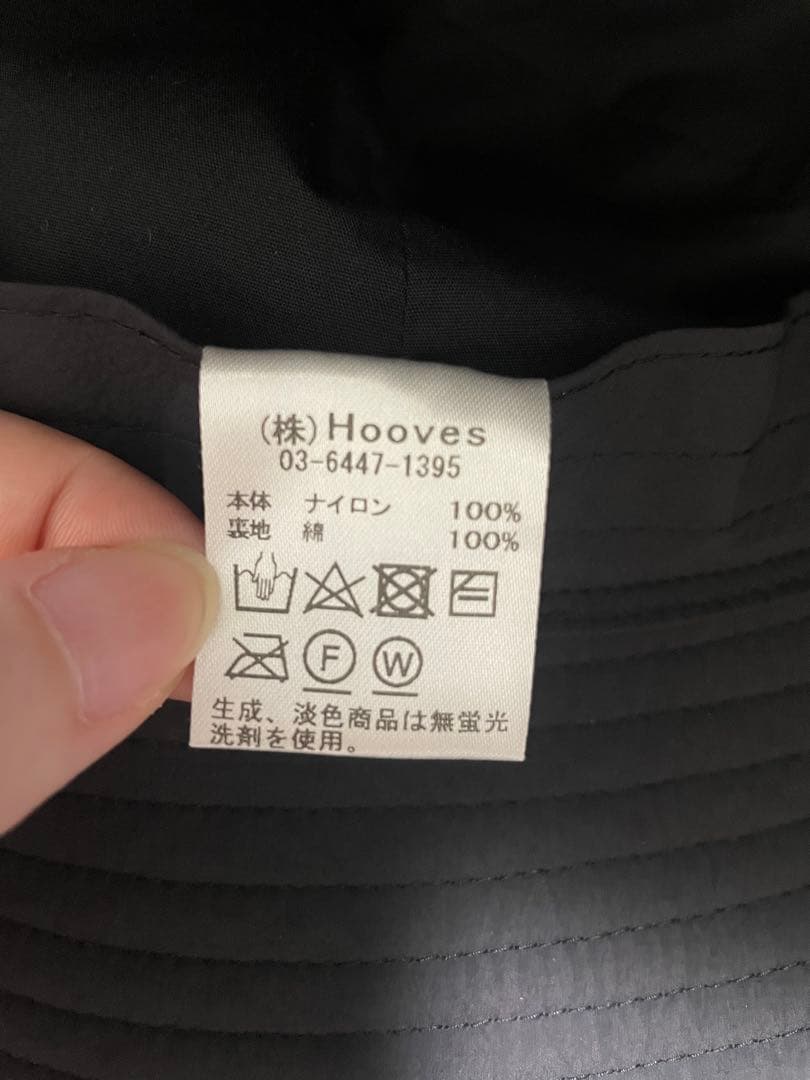 (株)Hooves
03-6447-1395
本体 ナイロン 100%
裏地 綿 100%
F W
生成、淡色商品は無蛍光
洗剤を使用。